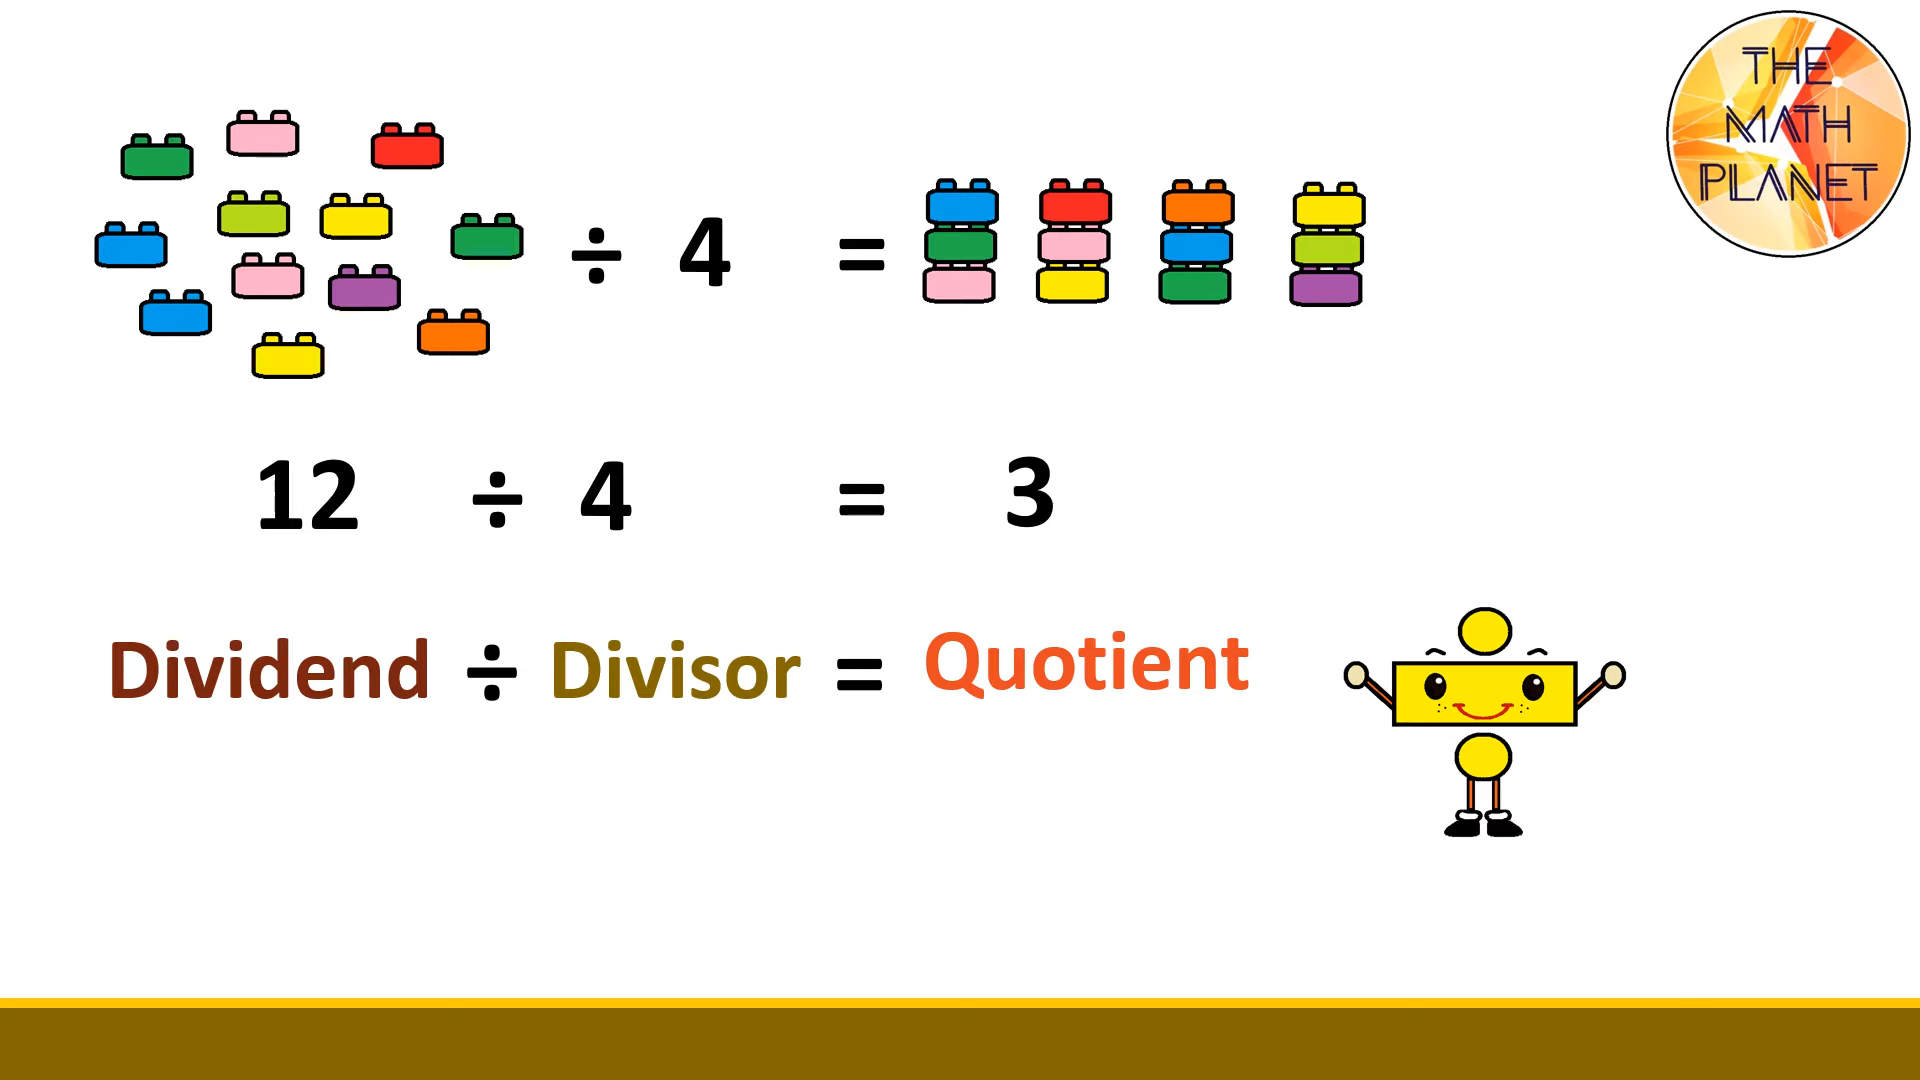 THE
MATH
PLANET
÷ 4 =
12 ÷ 4 = 3
Dividend ÷ Divisor = Quotient